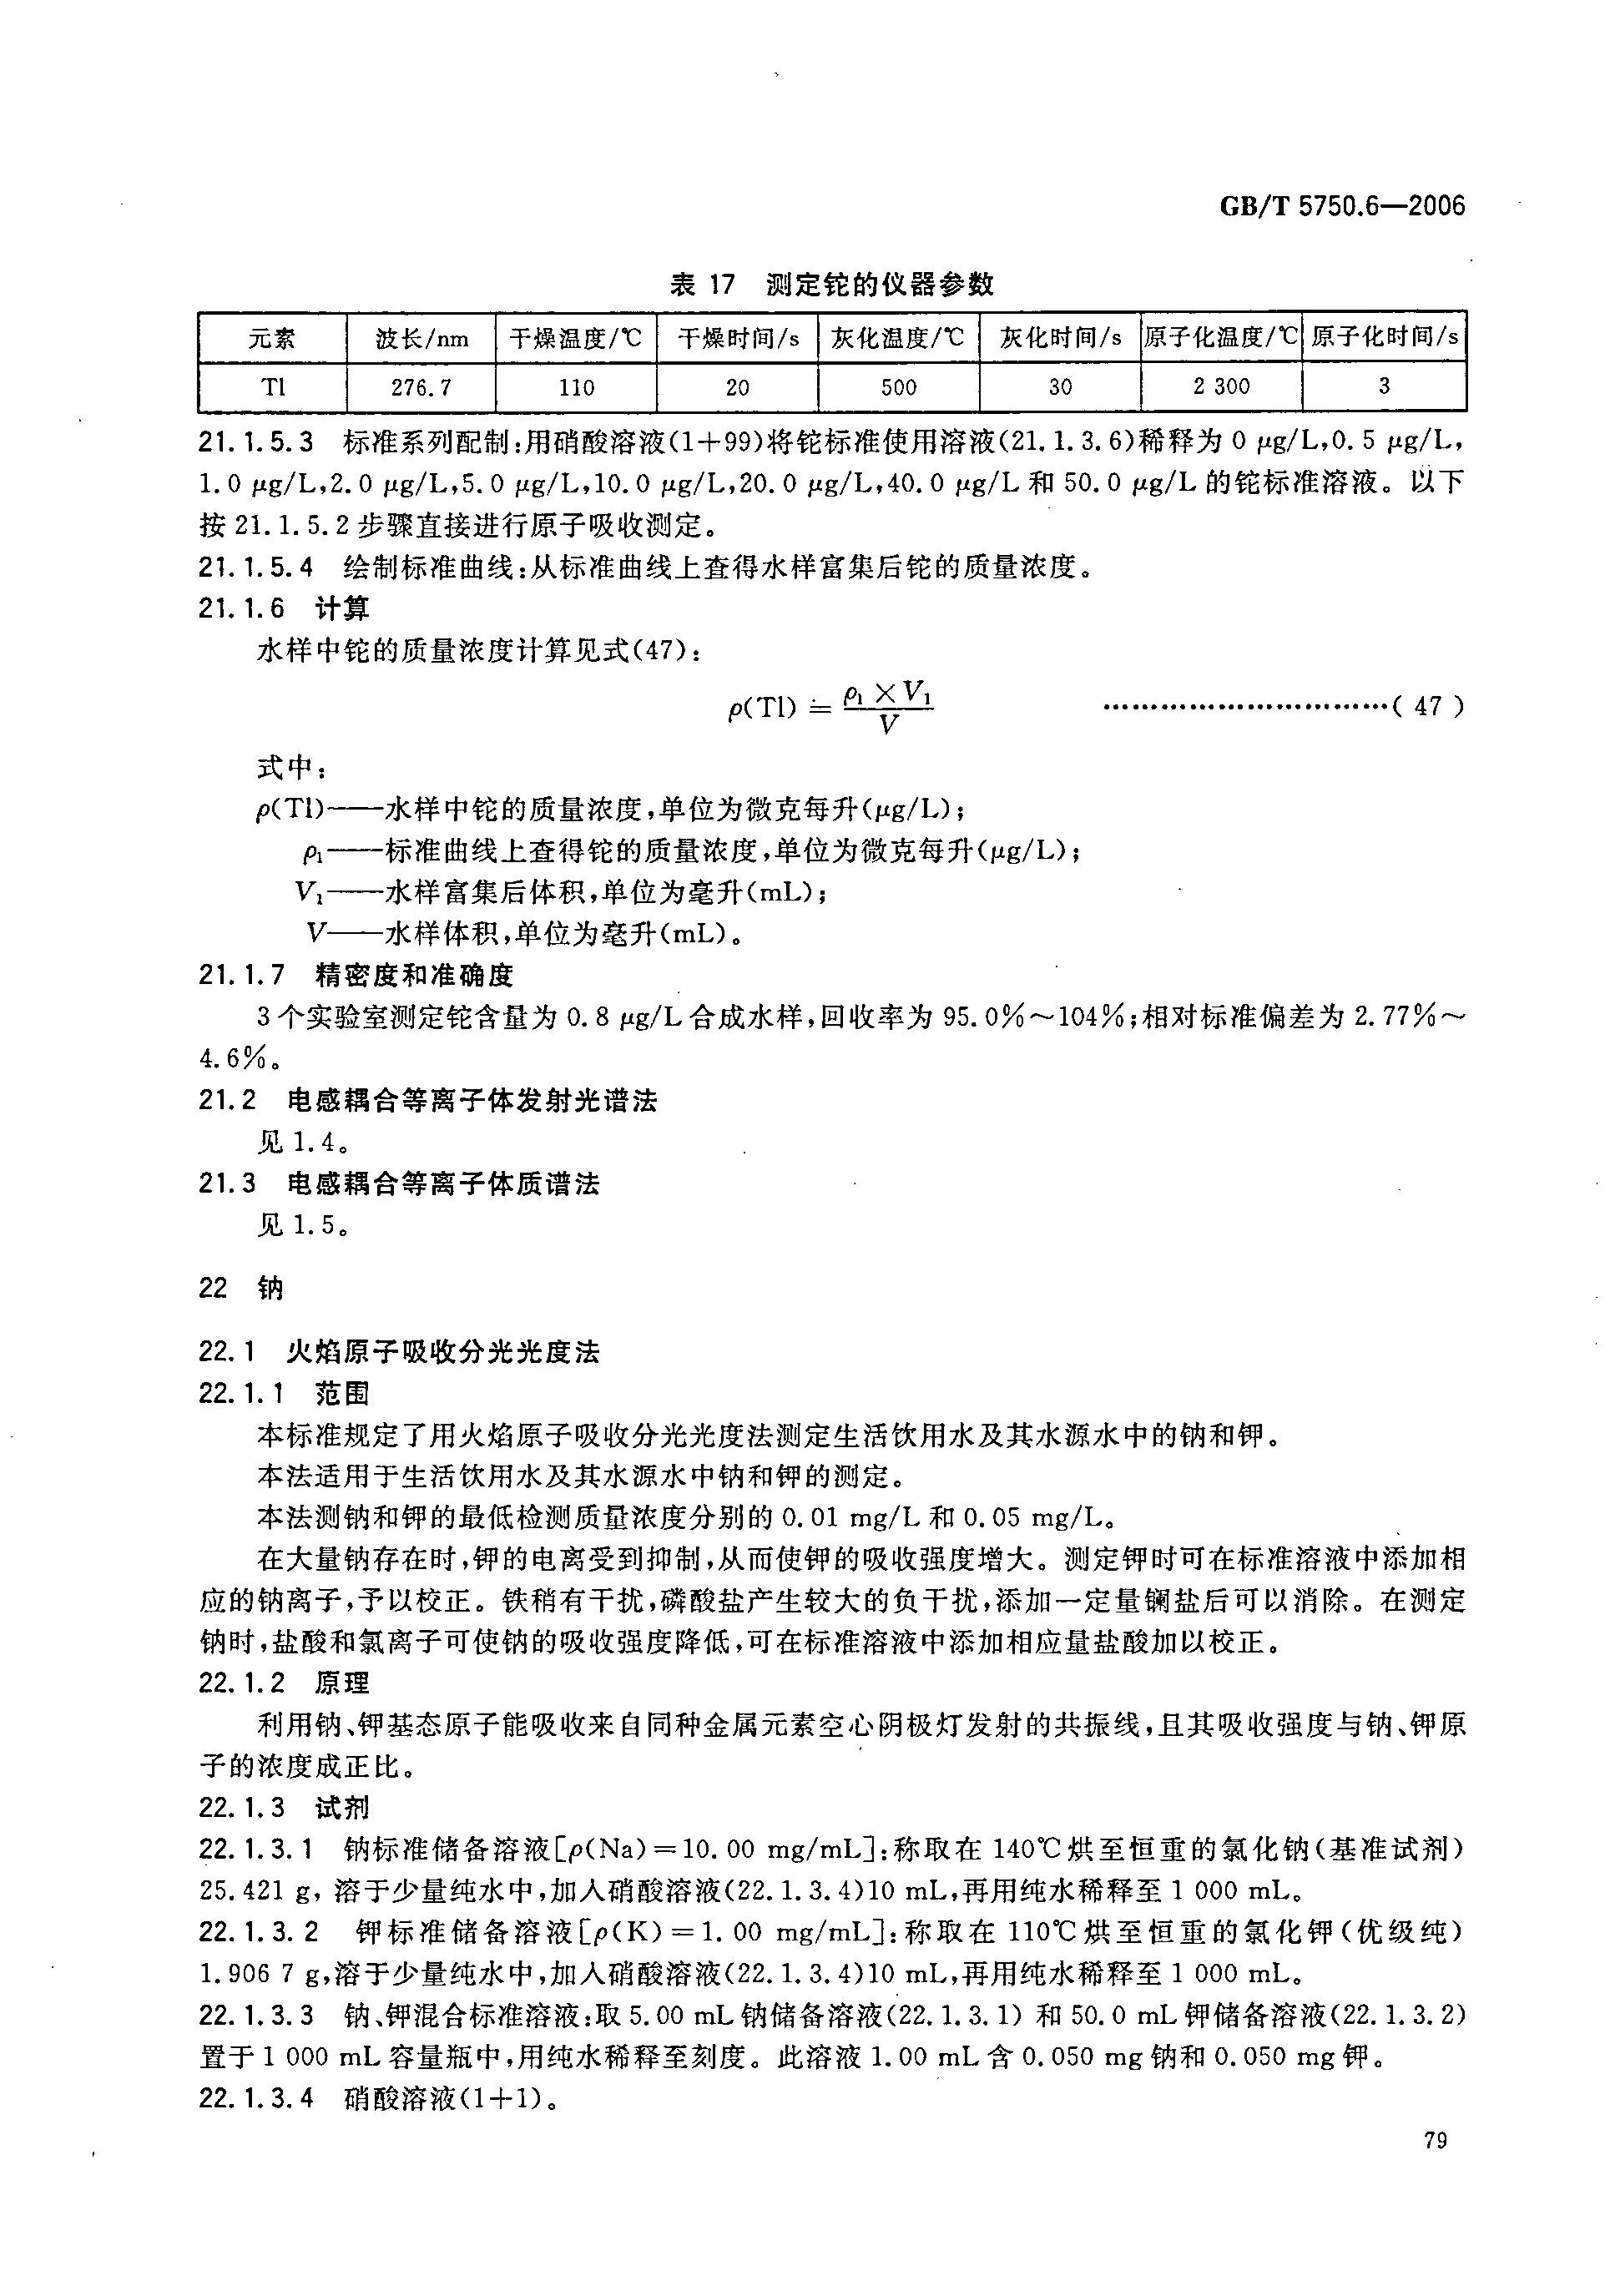 GB/T 5750.6—2006
表 17 测定铊的仪器参数
元素 波长/nm 干燥温度/℃ 干燥时间/s 灰化温度/℃ 灰化时间/s 原子化温度/℃ 原子化时间/s
Tl 276.7 110 20 500 30 2 300 3
21.1.5.3 标准系列配制:用硝酸溶液(1+99)将铊标准使用溶液(21.1.3.6)稀释为 0 μg/L,0.5 μg/L,
1.0 μg/L,2.0 μg/L,5.0 μg/L,10.0 μg/L,20.0 μg/L,40.0 μg/L 和 50.0 μg/L 的铊标准溶液。以下
按 21.1.5.2 步骤直接进行原子吸收测定。
21.1.5.4 绘制标准曲线:从标准曲线上查得水样富集后铊的质量浓度。
21.1.6 计算
水样中铊的质量浓度计算见式(47):
ρ(Tl) = ρ₁ × V₁ / V ……………………………( 47 )
式中:
ρ(Tl)——水样中铊的质量浓度,单位为微克每升(μg/L);
ρ₁——标准曲线上查得铊的质量浓度,单位为微克每升(μg/L);
V₁——水样富集后体积,单位为毫升(mL);
V——水样体积,单位为毫升(mL)。
21.1.7 精密度和准确度
3 个实验室测定铊含量为 0.8 μg/L 合成水样,回收率为 95.0%～104%;相对标准偏差为 2.77%～
4.6%。
21.2 电感耦合等离子体发射光谱法
见 1.4。
21.3 电感耦合等离子体质谱法
见 1.5。
22 钠
22.1 火焰原子吸收分光光度法
22.1.1 范围
本标准规定了用火焰原子吸收分光光度法测定生活饮用水及其水源水中的钠和钾。
本法适用于生活饮用水及其水源水中钠和钾的测定。
本法测钠和钾的最低检测质量浓度分别的 0.01 mg/L 和 0.05 mg/L。
在大量钠存在时,钾的电离受到抑制,从而使钾的吸收强度增大。测定钾时可在标准溶液中添加相
应的钠离子,予以校正。铁稍有干扰,磷酸盐产生较大的负干扰,添加一定量镧盐后可以消除。在测定
钠时,盐酸和氯离子可使钠的吸收强度降低,可在标准溶液中添加相应量盐酸加以校正。
22.1.2 原理
利用钠、钾基态原子能吸收来自同种金属元素空心阴极灯发射的共振线,且其吸收强度与钠、钾原
子的浓度成正比。
22.1.3 试剂
22.1.3.1 钠标准储备溶液[ρ(Na)=10.00 mg/mL]:称取在 140℃烘至恒重的氯化钠(基准试剂)
25.421 g, 溶于少量纯水中,加入硝酸溶液(22.1.3.4)10 mL,再用纯水稀释至 1 000 mL。
22.1.3.2 钾标准储备溶液[ρ(K)=1.00 mg/mL]:称取在 110℃烘至恒重的氯化钾(优级纯)
1.906 7 g,溶于少量纯水中,加入硝酸溶液(22.1.3.4)10 mL,再用纯水稀释至 1 000 mL。
22.1.3.3 钠、钾混合标准溶液:取 5.00 mL 钠储备溶液(22.1.3.1) 和 50.0 mL 钾储备溶液(22.1.3.2)
置于 1 000 mL 容量瓶中,用纯水稀释至刻度。此溶液 1.00 mL 含 0.050 mg 钠和 0.050 mg 钾。
22.1.3.4 硝酸溶液(1+1)。
79